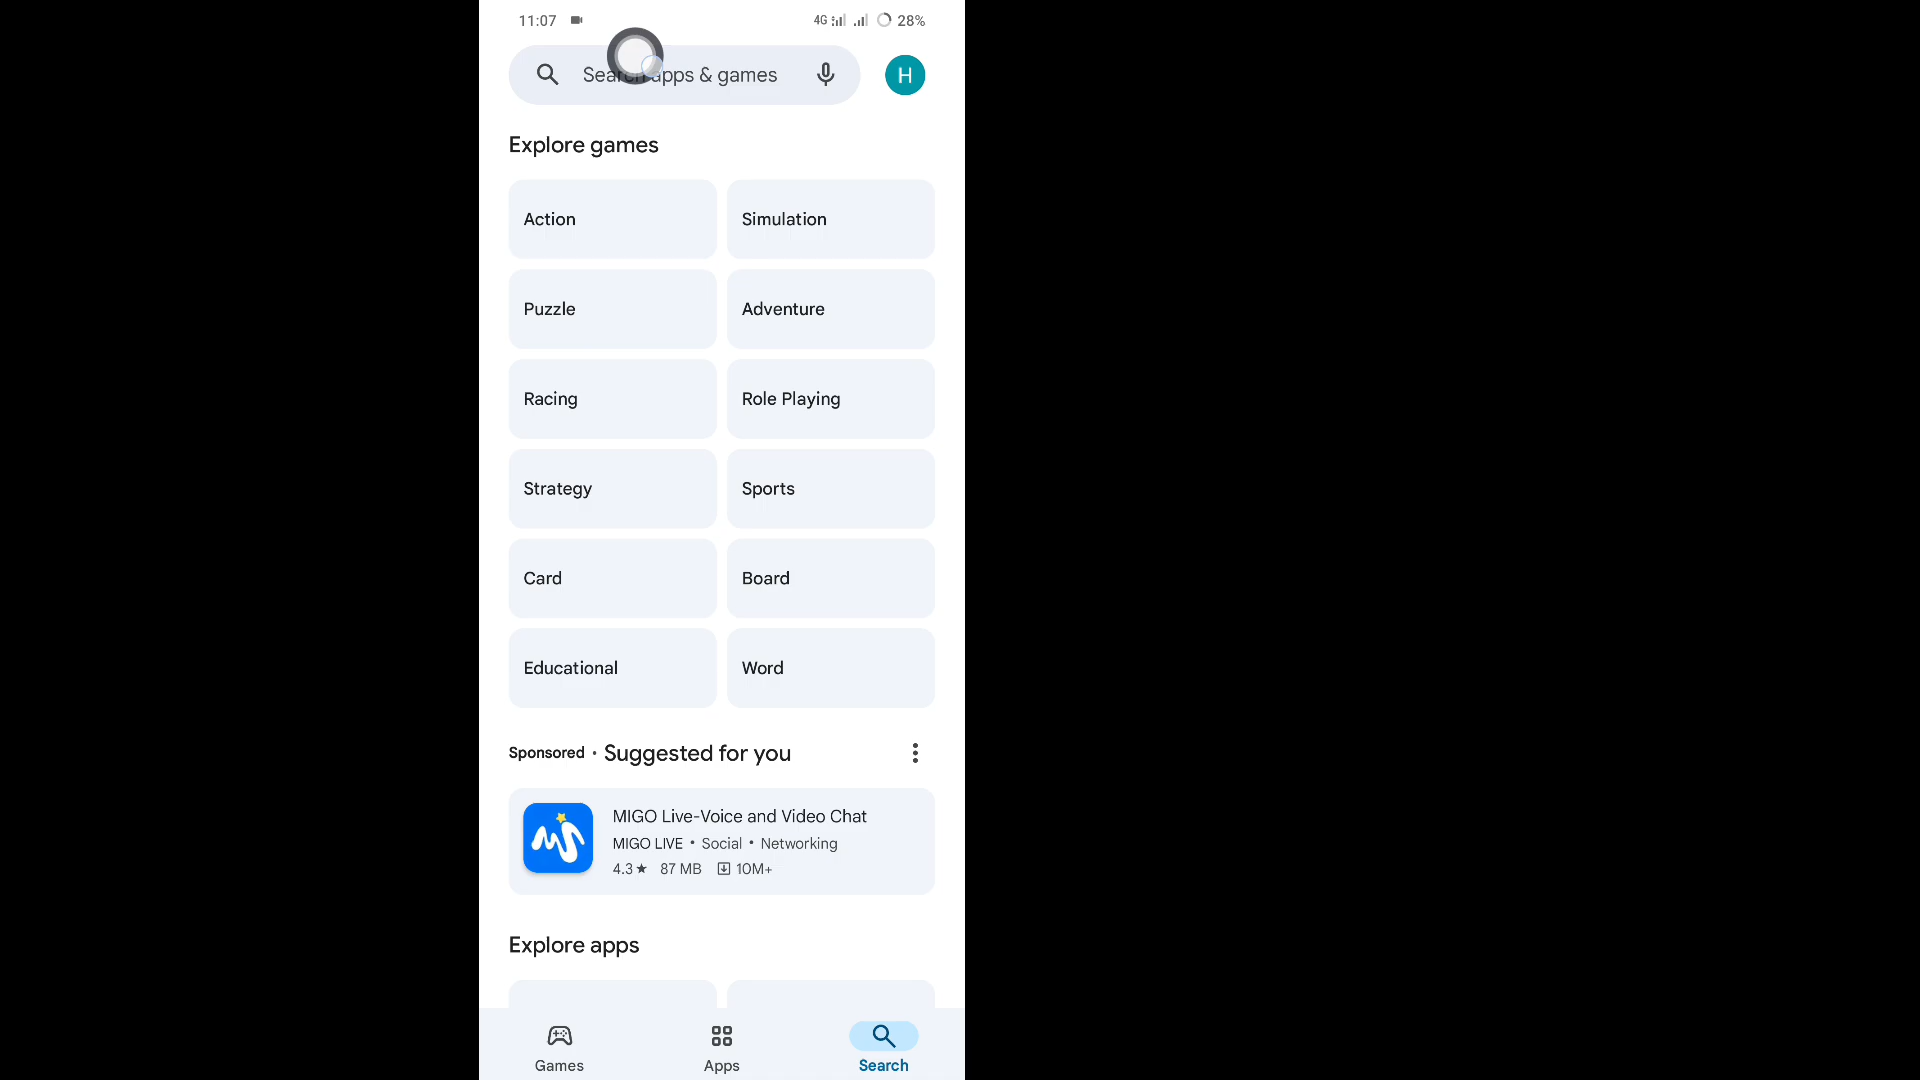 11:07
4G 28%
Search apps & games
H
Explore games
Action
Simulation
Puzzle
Adventure
Racing
Role Playing
Strategy
Sports
Card
Board
Educational
Word
Sponsored • Suggested for you
MIGO Live-Voice and Video Chat
MIGO LIVE • Social • Networking
4.3★ 87 MB 10M+
Explore apps
Games
Apps
Search